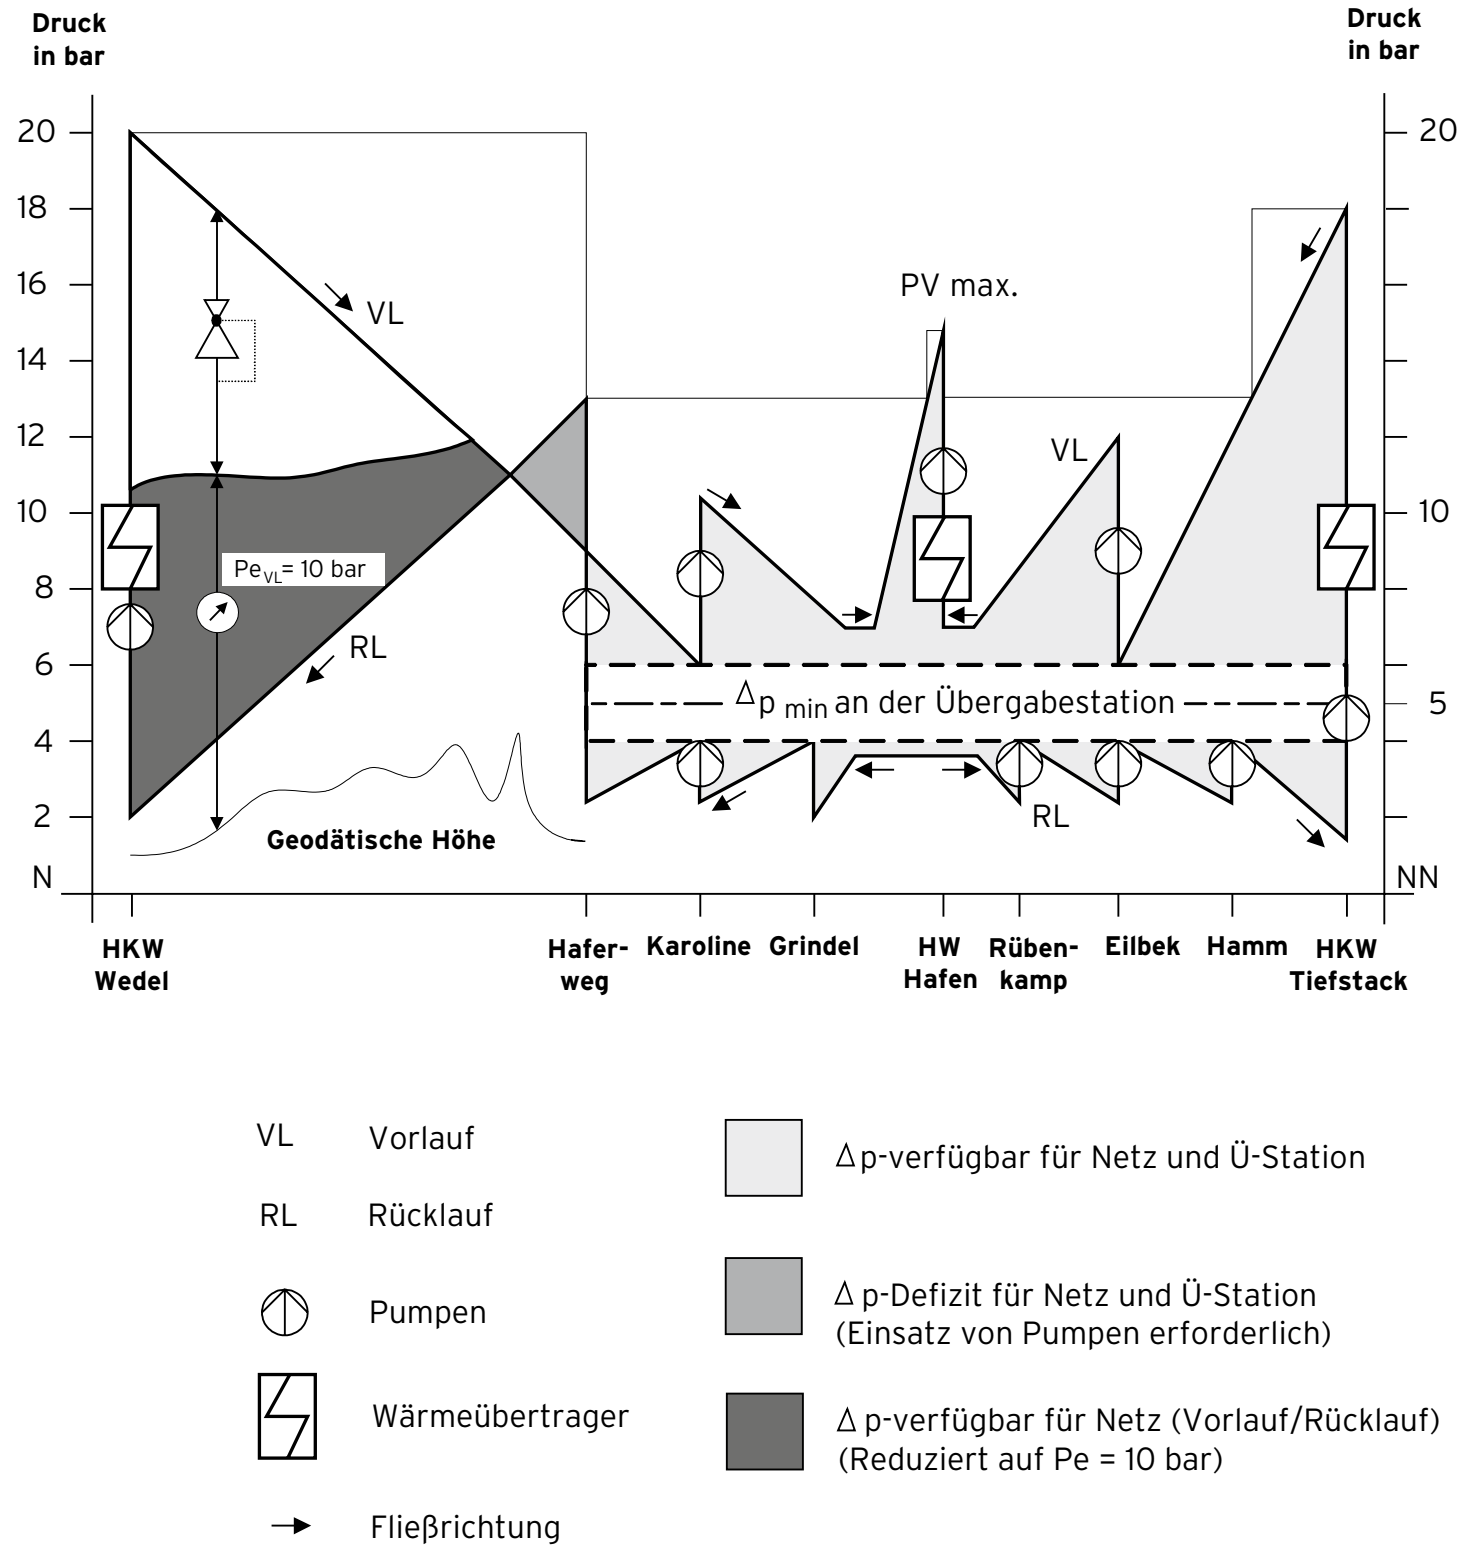 Druck
in bar
Druck
in bar
20
18
16
14
12
10
8
6
4
2
N
20
10
5
NN
VL
PV max.
VL
Pe VL = 10 bar
RL
Δp min an der Übergabestation
RL
Geodätische Höhe
HKW
Wedel
Hafer-
weg
Karoline
Grindel
HW
Hafen
Rüben-
kamp
Eilbek
Hamm
HKW
Tiefstack
VL Vorlauf
RL Rücklauf
Pumpen
Wärmeübertrager
Fließrichtung
Δ p-verfügbar für Netz und Ü-Station
Δ p-Defizit für Netz und Ü-Station
(Einsatz von Pumpen erforderlich)
Δ p-verfügbar für Netz (Vorlauf/Rücklauf)
(Reduziert auf Pe = 10 bar)